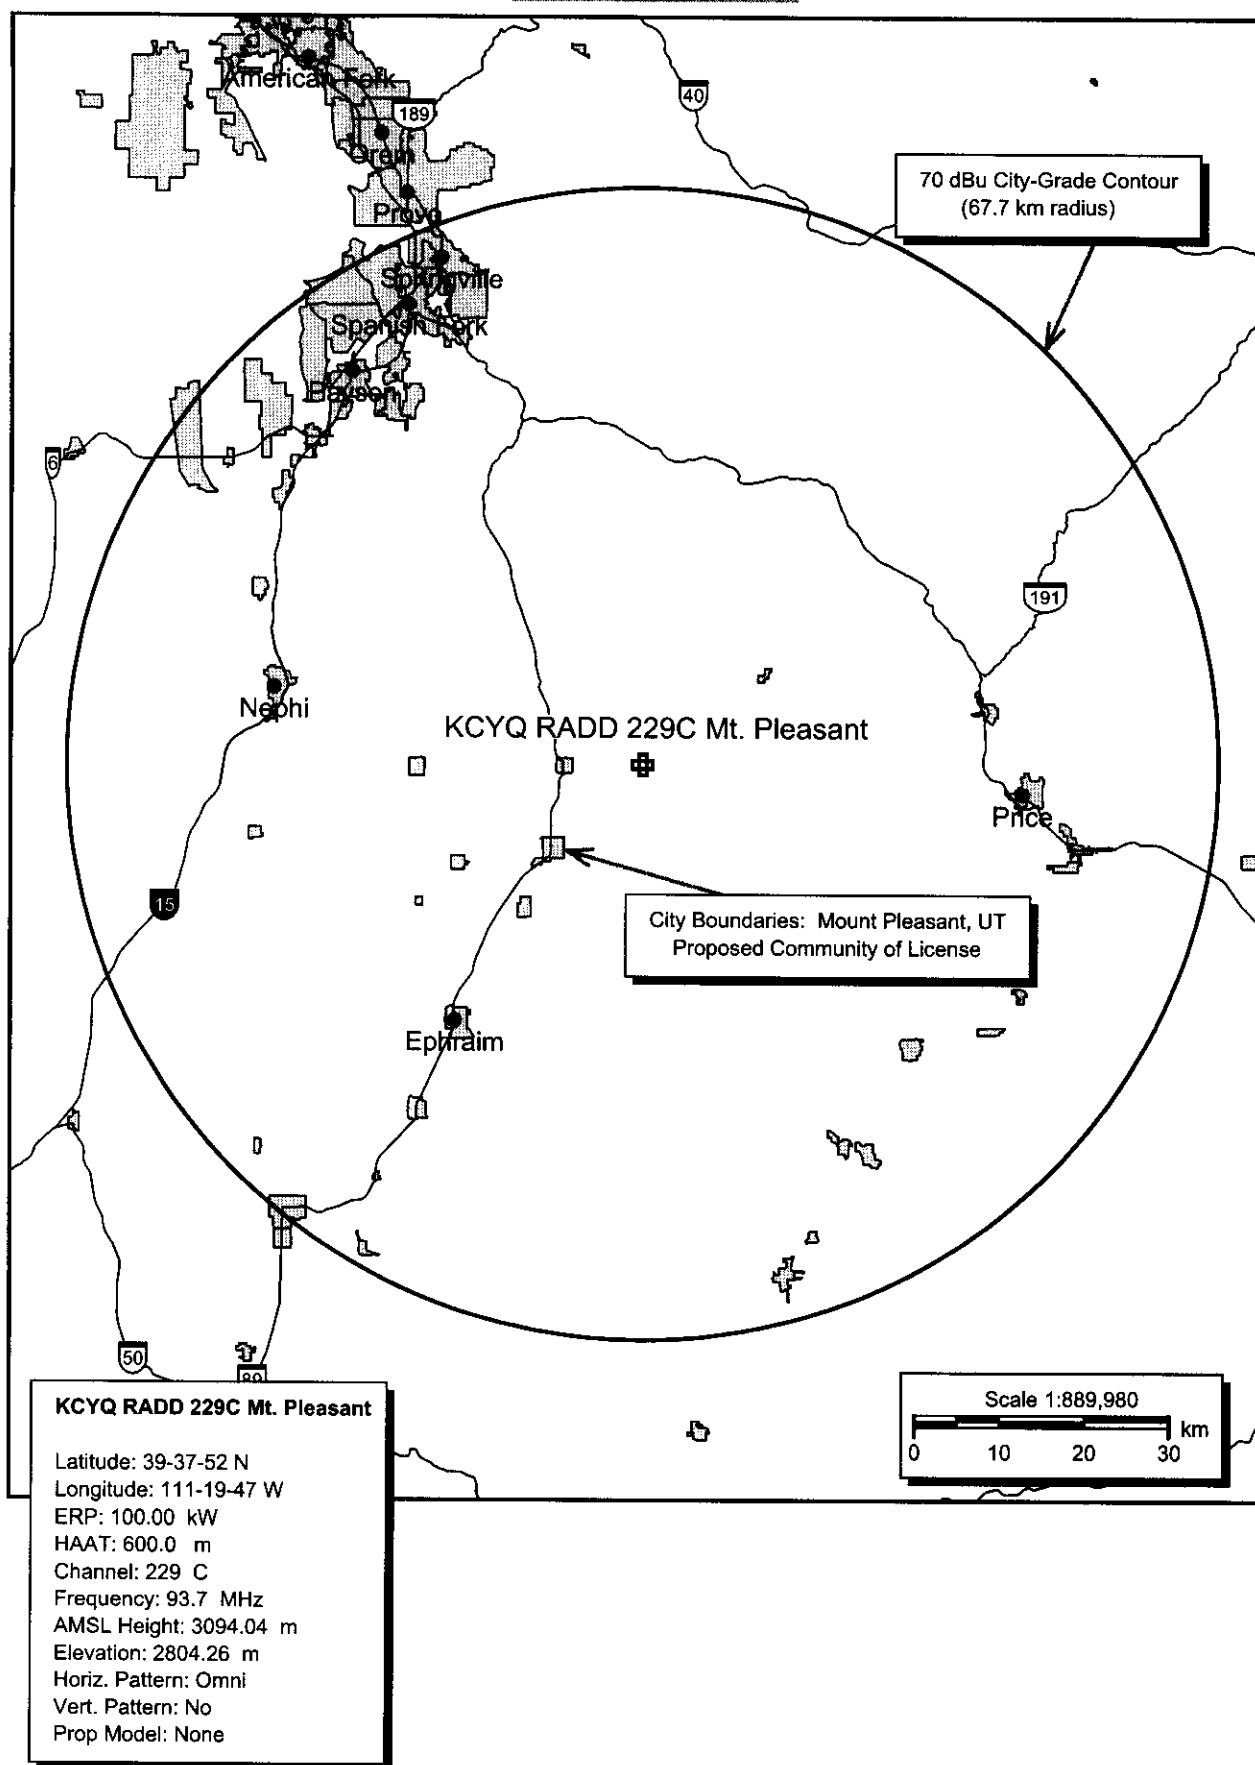 American Fork
189
40
Orem
70 dBu City-Grade Contour
(67.7 km radius)
Provo
Springville
Spanish Fork
Payson
6
191
Nephi
KCYQ RADD 229C Mt. Pleasant
Price
15
City Boundaries: Mount Pleasant, UT
Proposed Community of License
Ephraim
50
89
KCYQ RADD 229C Mt. Pleasant
Latitude: 39-37-52 N
Longitude: 111-19-47 W
ERP: 100.00 kW
HAAT: 600.0 m
Channel: 229 C
Frequency: 93.7 MHz
AMSL Height: 3094.04 m
Elevation: 2804.26 m
Horiz. Pattern: Omni
Vert. Pattern: No
Prop Model: None
Scale 1:889,980
km
0 10 20 30